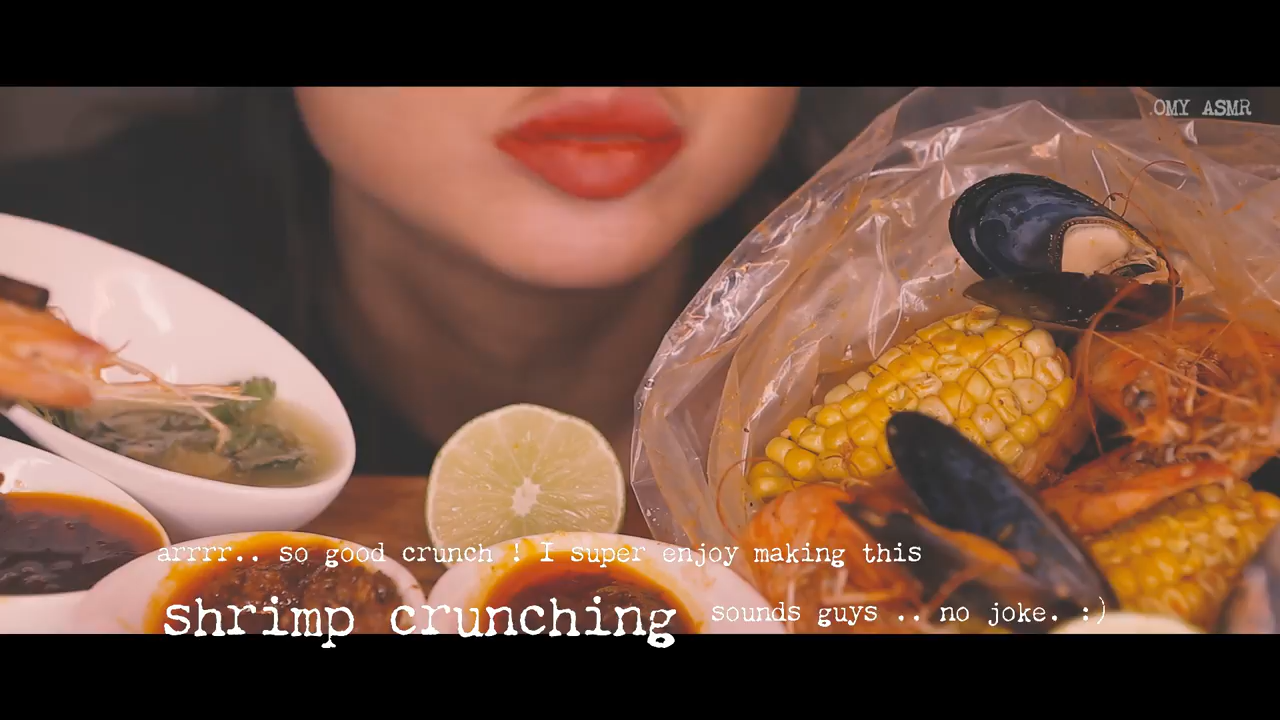 .OMY ASMR
arrrr.. so good crunch ! I super enjoy making this
shrimp crunching sounds guys .. no joke. :)